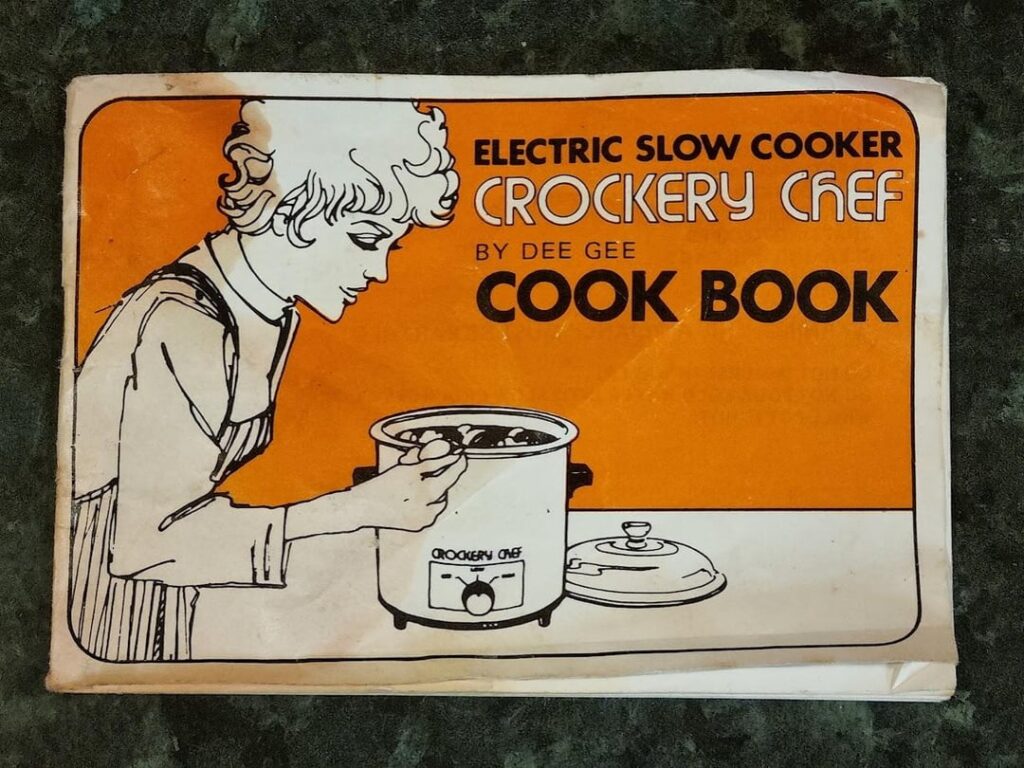 ELECTRIC SLOW COOKER
CROCKERY CHEF
BY DEE GEE
COOK BOOK
CROCKERY CHEF